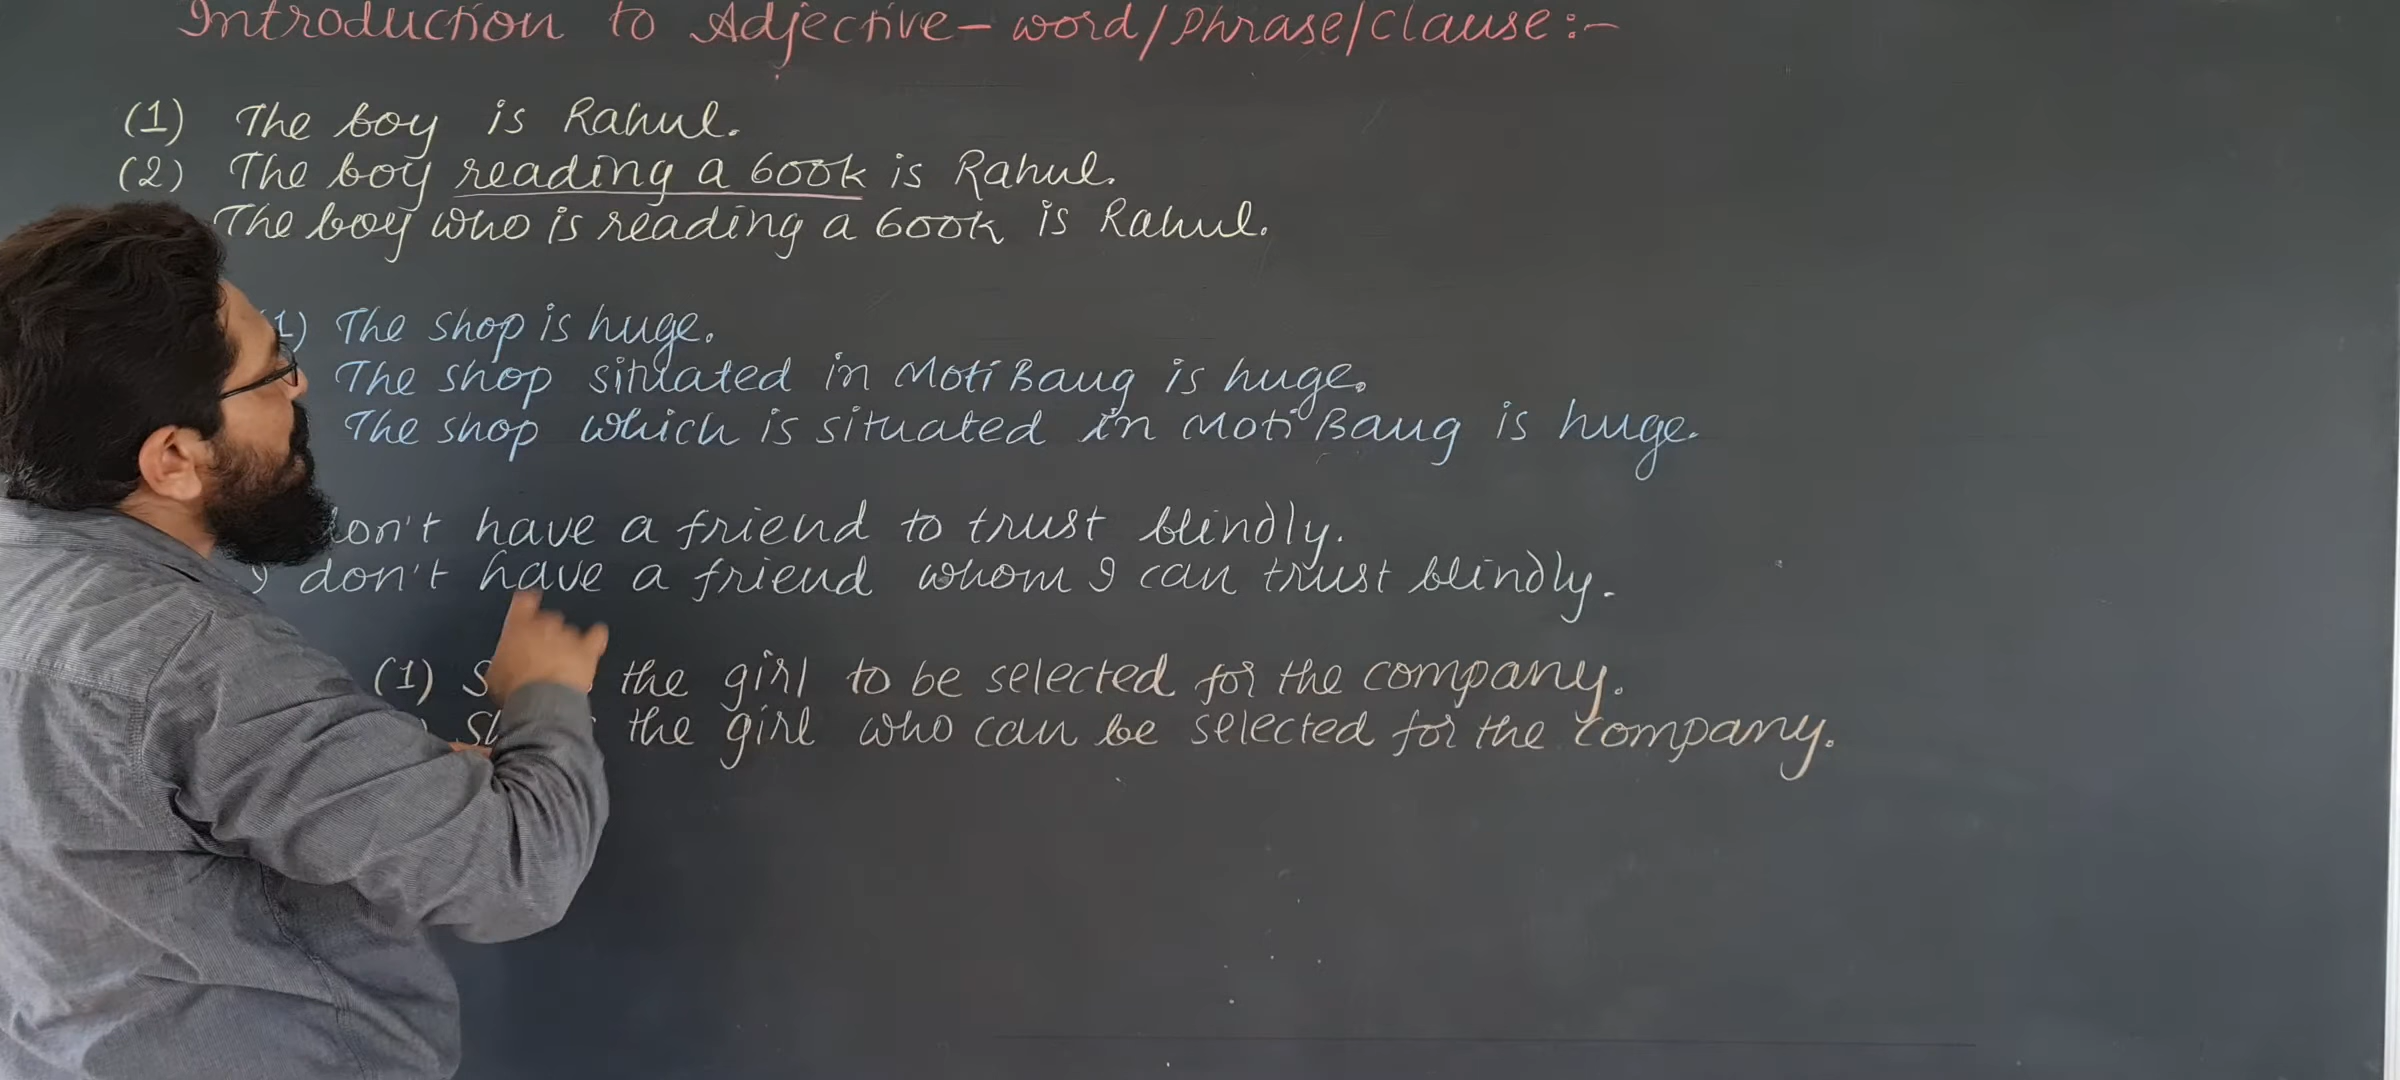 Introduction to Adjective - word/Phrase/Clause :-
(1) The boy is Rahul.
(2) The boy reading a book is Rahul.
The boy who is reading a book is Rahul.
1) The shop is huge.
The shop situated in Moti Baug is huge.
The shop which is situated in Moti Baug is huge.
have a friend to trust blindly.
I don't have a friend whom I can trust blindly.
(1) the girl to be selected for the company.
the girl who can be selected for the company.